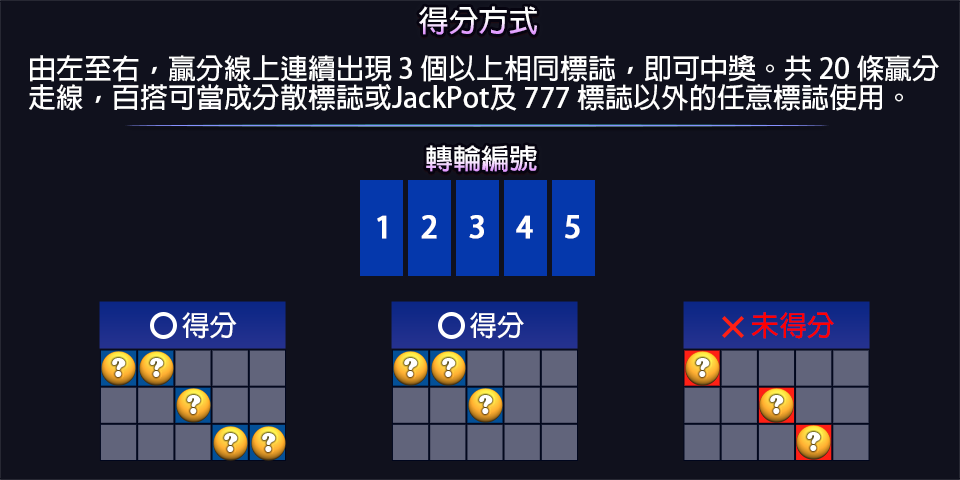 得分方式
由左至右，贏分線上連續出現 3 個以上相同標誌，即可中獎。共 20 條贏分
走線，百搭可當成分散標誌或JackPot及 777 標誌以外的任意標誌使用。
轉輪編號
1 2 3 4 5
〇得分 〇得分 ✕未得分
? ? ? ? ?
? ? ?
? ? ?